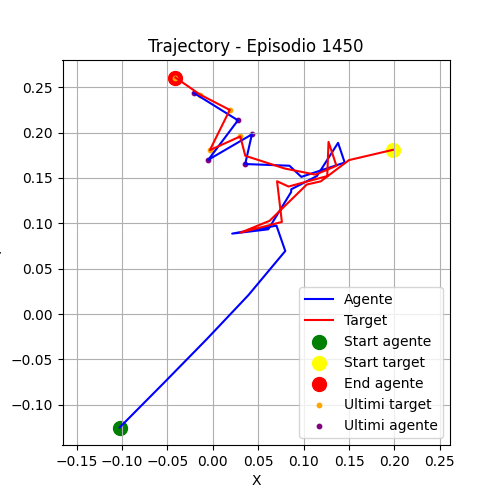 Trajectory - Episodio 1450
0.25
0.20
0.15
0.10
0.05
0.00
−0.05
−0.10
−0.15
−0.10
−0.05
0.00
0.05
0.10
0.15
0.20
0.25
X
Agente
Target
Start agente
Start target
End agente
Ultimi target
Ultimi agente